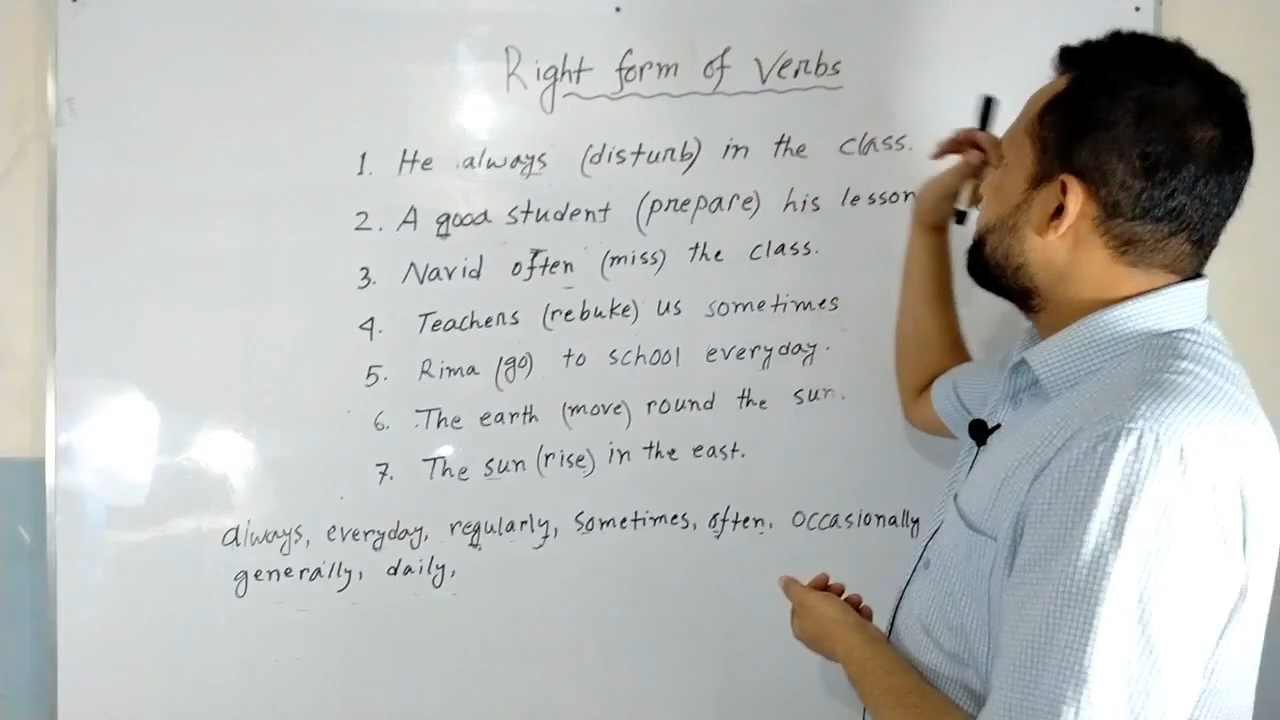 Right form of Verbs
1. He always (disturb) in the class.
2. A good student (prepare) his lesson
3. Navid often (miss) the class.
4. Teachers (rebuke) us sometimes
5. Rima (go) to school everyday.
6. The earth (move) round the sun.
7. The sun (rise) in the east.
always, everyday, regularly, sometimes, often, occasionally
generally, daily,